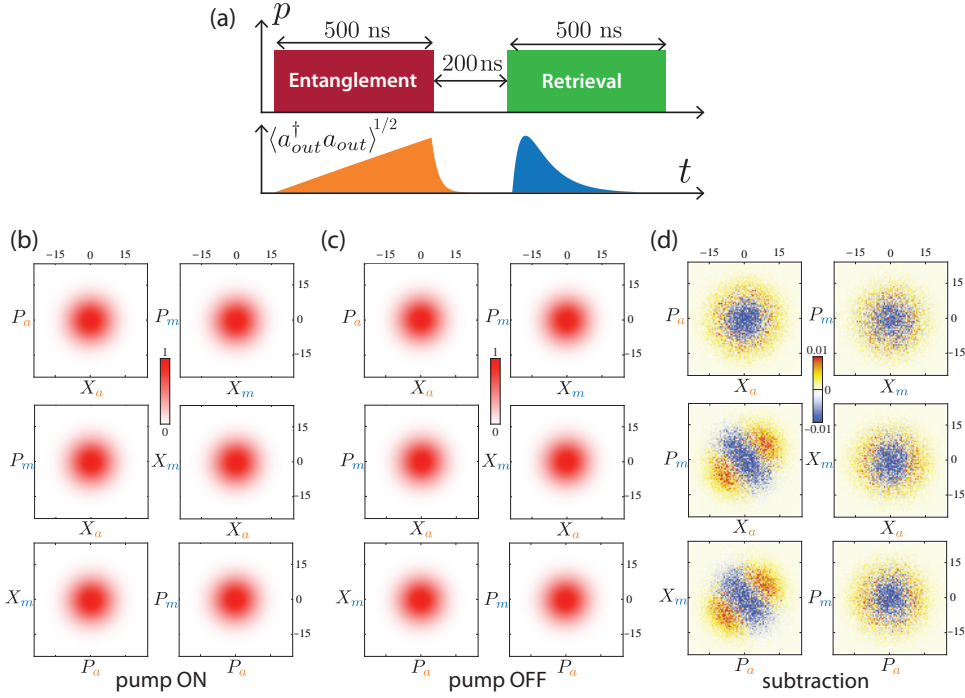 (a)
p
500 ns
500 ns
200 ns
Entanglement
Retrieval
⟨a†out aout⟩1/2
t
(b)
(c)
(d)
−15 0 15
−15 0 15
−15 0 15
−15 0 15
−15 0 15
−15 0 15
Pa
Pm
15
0
−15
Pa
Pm
15
0
−15
Pa
Pm
15
0
−15
1
0
1
0
0.01
0
−0.01
Xa
Xm
Xa
Xm
Xa
Xm
Pm
Xm
15
0
−15
Pm
Xm
15
0
−15
Pm
Xm
15
0
−15
Xa
Xa
Xa
Xa
Xa
Xa
Xm
Pm
15
0
−15
Xm
Pm
15
0
−15
Xm
Pm
15
0
−15
Pa
Pa
Pa
Pa
Pa
Pa
pump ON
pump OFF
subtraction